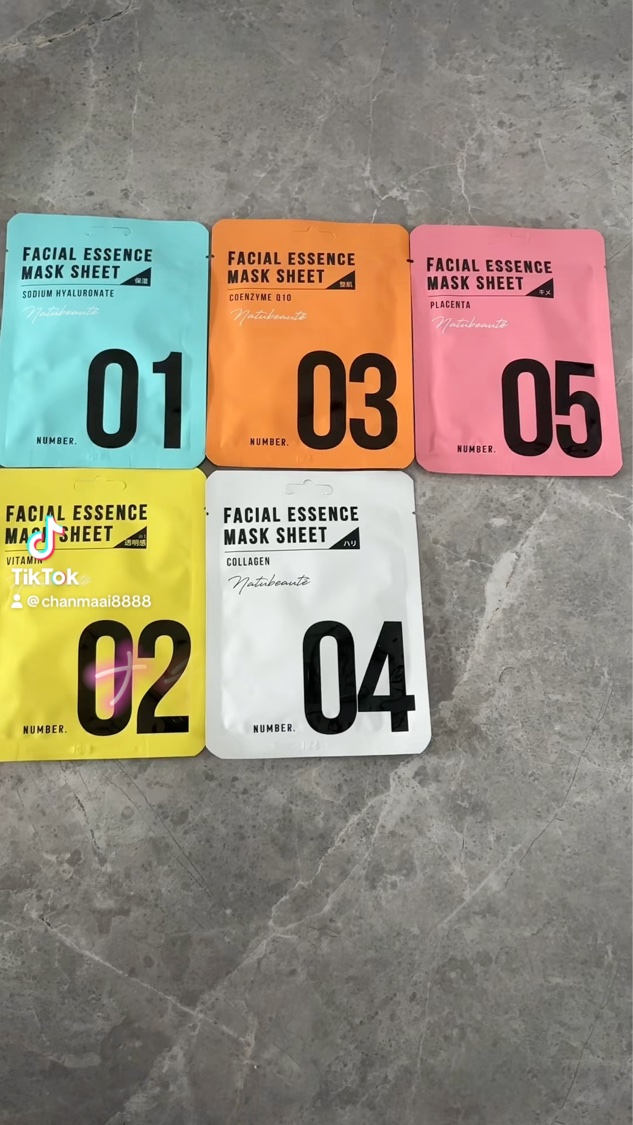 FACIAL ESSENCE
MASK SHEET
保湿
SODIUM HYALURONATE
Natubeauté
NUMBER.
01
FACIAL ESSENCE
MASK SHEET
整肌
COENZYME Q10
Natubeauté
NUMBER.
03
FACIAL ESSENCE
MASK SHEET
キメ
PLACENTA
Natubeauté
NUMBER.
05
FACIAL ESSENCE
MASK SHEET
透明感
VITAMIN
TikTok
@chanmaai8888
NUMBER.
02
FACIAL ESSENCE
MASK SHEET
ハリ
COLLAGEN
Natubeauté
NUMBER.
04